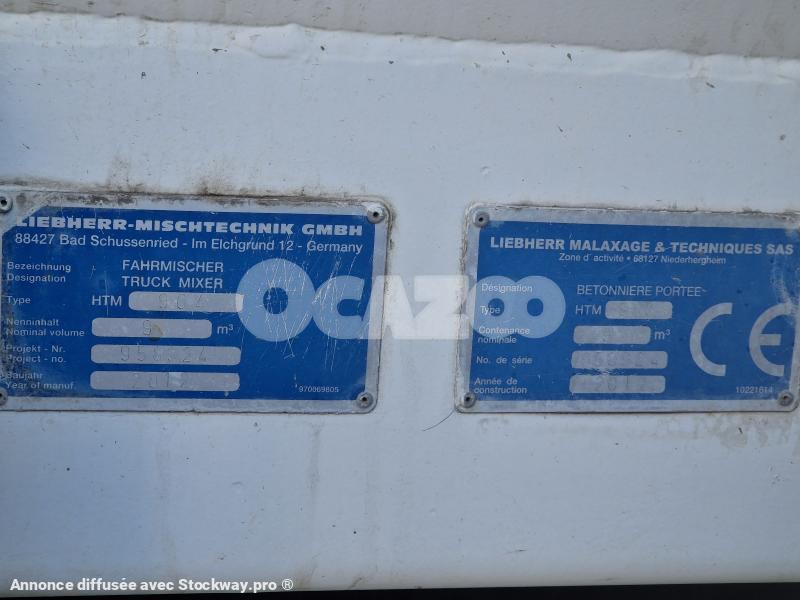 LIEBHERR-MISCHTECHNIK GMBH
88427 Bad Schussenried - Im Elchgrund 12 - Germany
Bezeichnung FAHRMISCHER
Designation TRUCK MIXER
Type HTM 904
Nenninhalt
Nominal volume 9 m³
Projekt - Nr.
Project - no.
Baujahr
Year of manuf.
970069805
LIEBHERR MALAXAGE & TECHNIQUES SAS
Zone d' activité • 68127 Niederhergheim
Désignation BETONNIERE PORTEE
Type HTM
Contenance
nominale m³
No. de série
Année de
construction
CE
10221614
OCAZOO
Annonce diffusée avec Stockway.pro ®